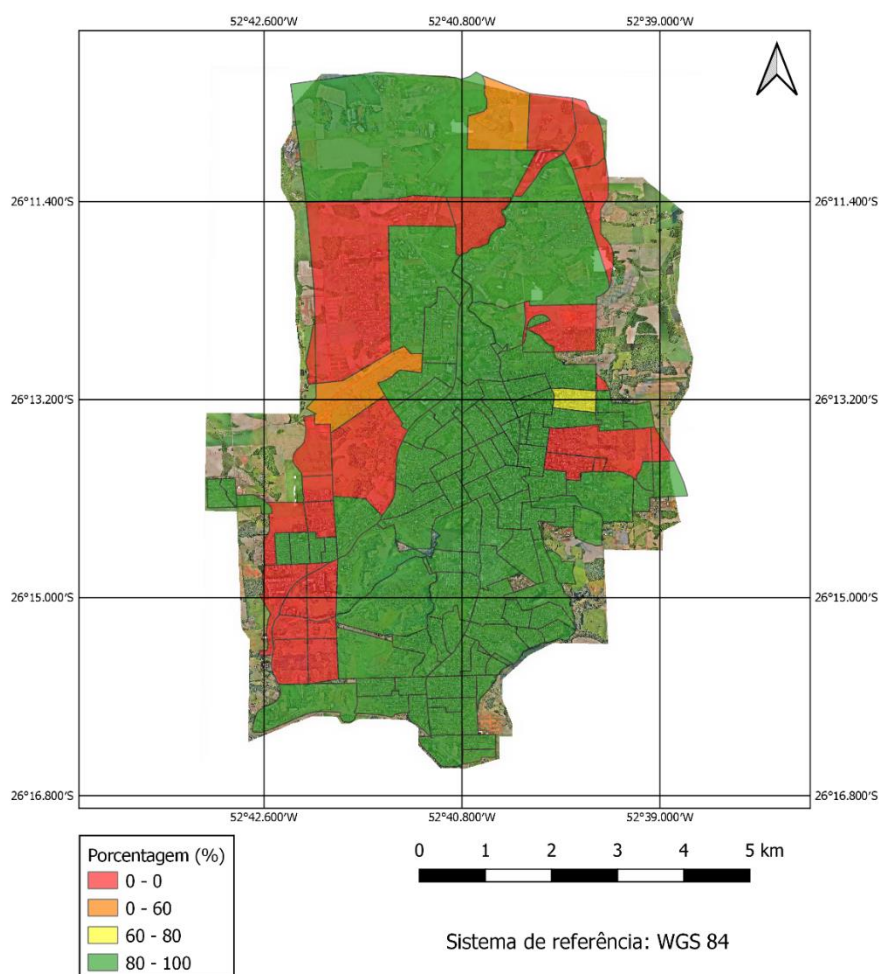 52°42.600'W 52°40.800'W 52°39.000'W
26°11.400'S 26°11.400'S
26°13.200'S 26°13.200'S
26°15.000'S 26°15.000'S
26°16.800'S 26°16.800'S
52°42.600'W 52°40.800'W 52°39.000'W
Porcentagem (%)
0 - 0
0 - 60
60 - 80
80 - 100
0 1 2 3 4 5 km
Sistema de referência: WGS 84